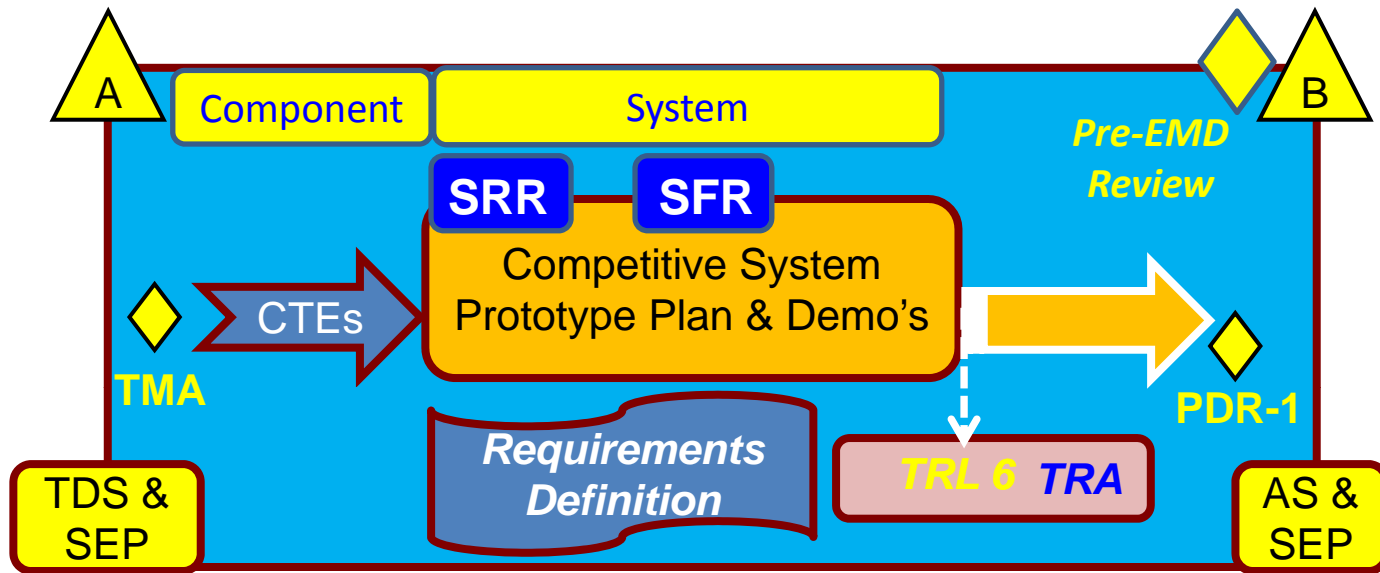 A
B
Component
System
Pre-EMD
Review
SRR
SFR
Competitive System
Prototype Plan & Demo's
CTEs
TMA
PDR-1
Requirements
Definition
TRL 6 TRA
TDS &
SEP
AS &
SEP